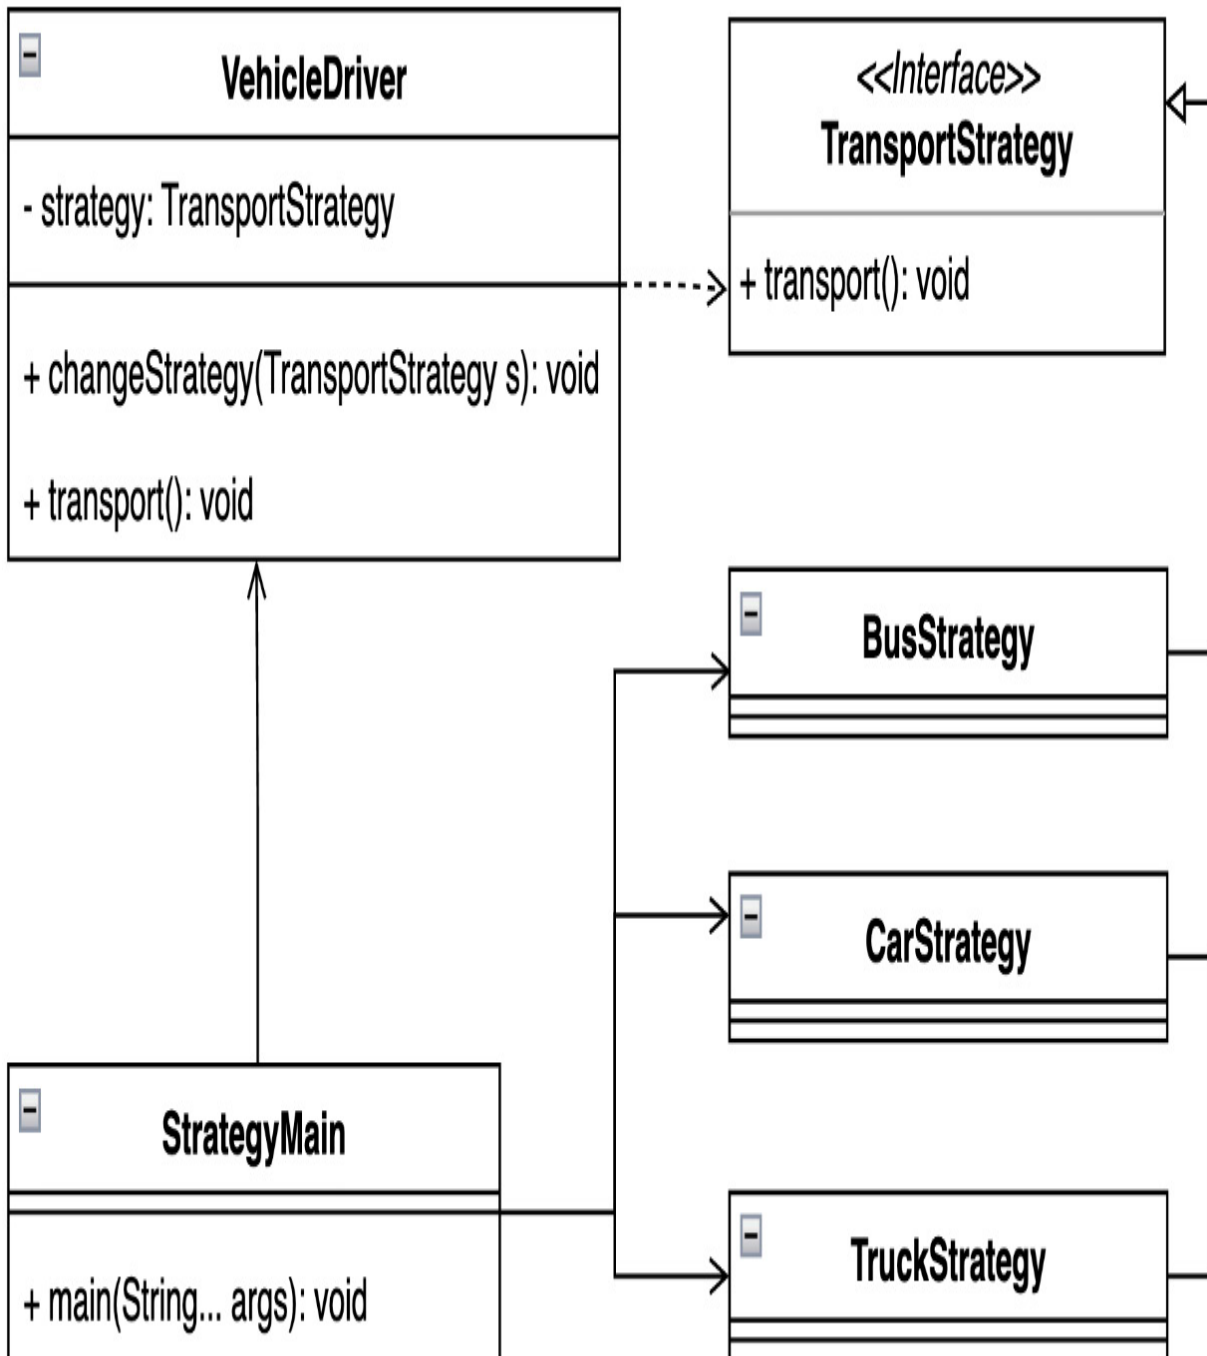 VehicleDriver
- strategy: TransportStrategy
+ changeStrategy(TransportStrategy s): void
+ transport(): void
<<Interface>>
TransportStrategy
+ transport(): void
BusStrategy
CarStrategy
StrategyMain
+ main(String... args): void
TruckStrategy